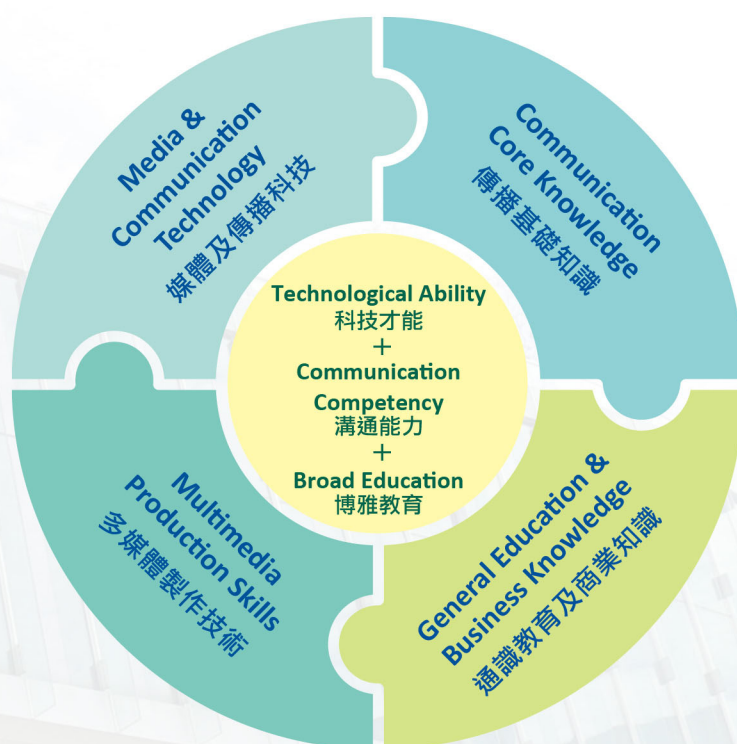 Media &
Communication
Technology
媒體及傳播科技
Communication
Core Knowledge
傳播基礎知識
Technological Ability
科技才能
+
Communication
Competency
溝通能力
+
Broad Education
博雅教育
Multimedia
Production Skills
多媒體製作技術
General Education &
Business Knowledge
通識教育及商業知識